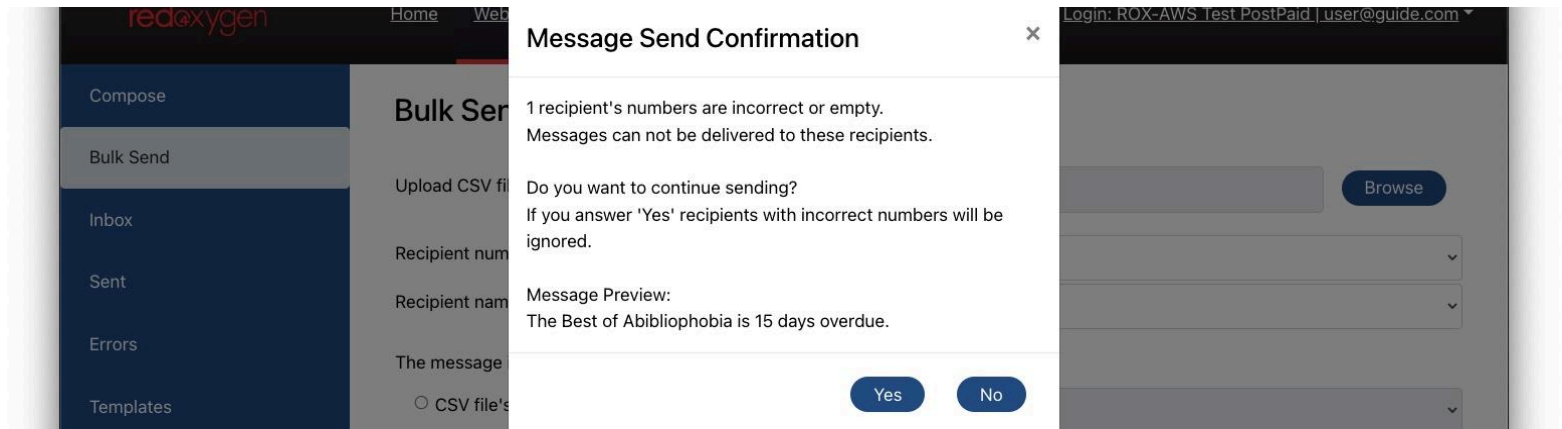 redoxygen
Home Web
Login: ROX-AWS Test PostPaid | user@guide.com
Message Send Confirmation
×
Compose
Bulk Send
Inbox
Sent
Errors
Templates
Bulk Ser
Upload CSV fil
Browse
Recipient num
Recipient nam
The message i
CSV file's
1 recipient's numbers are incorrect or empty.
Messages can not be delivered to these recipients.
Do you want to continue sending?
If you answer 'Yes' recipients with incorrect numbers will be
ignored.
Message Preview:
The Best of Abibliophobia is 15 days overdue.
Yes No